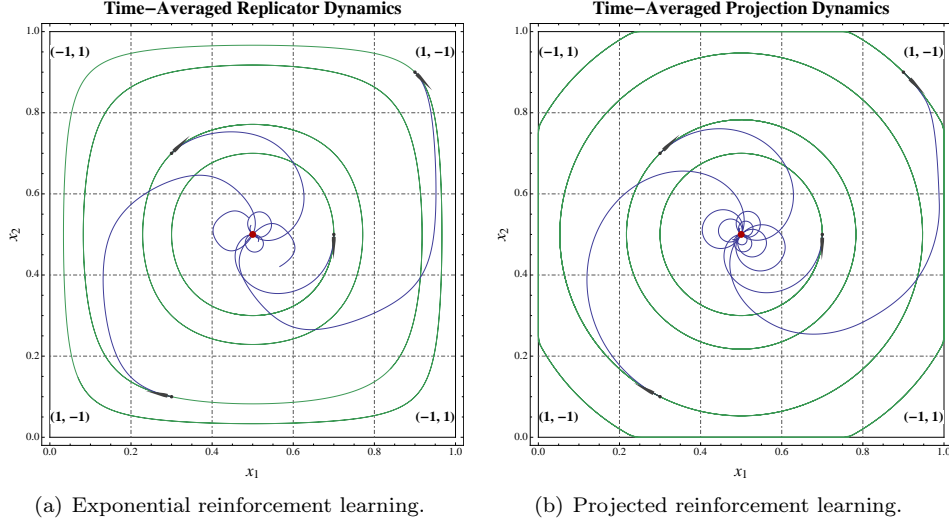 Time-Averaged Replicator Dynamics
(-1, 1)
(1, -1)
(1, -1)
(-1, 1)
1.0
0.8
0.6
0.4
0.2
0.0
x2
0.0 0.2 0.4 0.6 0.8 1.0
x1
(a) Exponential reinforcement learning.
Time-Averaged Projection Dynamics
(-1, 1)
(1, -1)
(1, -1)
(-1, 1)
1.0
0.8
0.6
0.4
0.2
0.0
x2
0.0 0.2 0.4 0.6 0.8 1.0
x1
(b) Projected reinforcement learning.